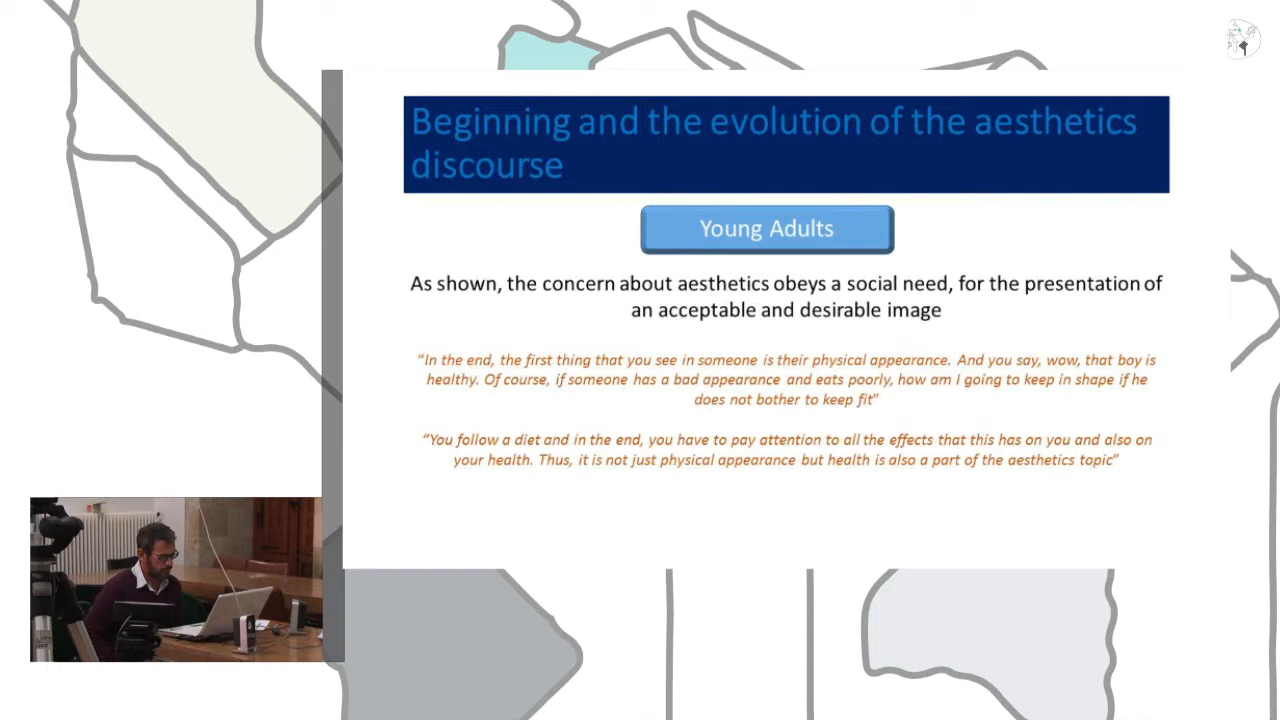 Beginning and the evolution of the aesthetics
discourse
Young Adults
As shown, the concern about aesthetics obeys a social need, for the presentation of
an acceptable and desirable image
“In the end, the first thing that you see in someone is their physical appearance. And you say, wow, that boy is
healthy. Of course, if someone has a bad appearance and eats poorly, how am I going to keep in shape if he
does not bother to keep fit”
“You follow a diet and in the end, you have to pay attention to all the effects that this has on you and also on
your health. Thus, it is not just physical appearance but health is also a part of the aesthetics topic”